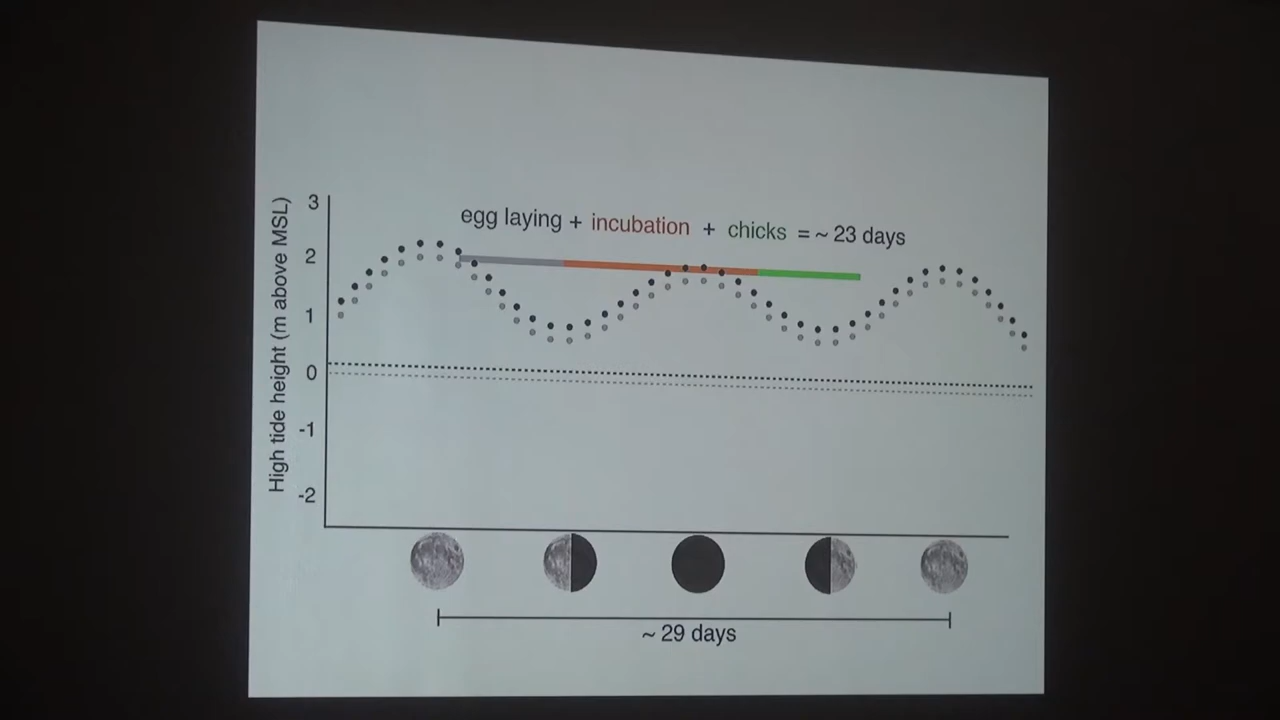 egg laying + incubation + chicks = ~ 23 days
High tide height (m above MSL)
3
2
1
0
-1
-2
~ 29 days